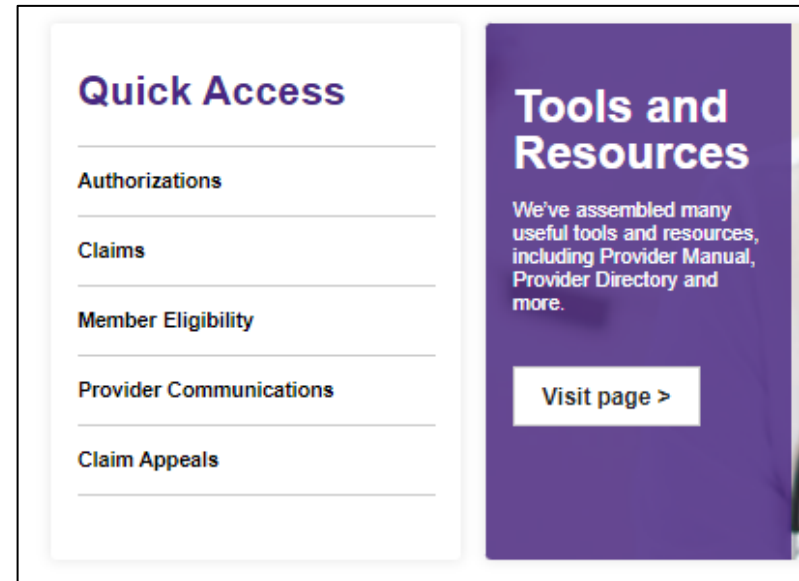 Quick Access
Authorizations
Claims
Member Eligibility
Provider Communications
Claim Appeals
Tools and
Resources
We've assembled many
useful tools and resources,
including Provider Manual,
Provider Directory and
more.
Visit page >